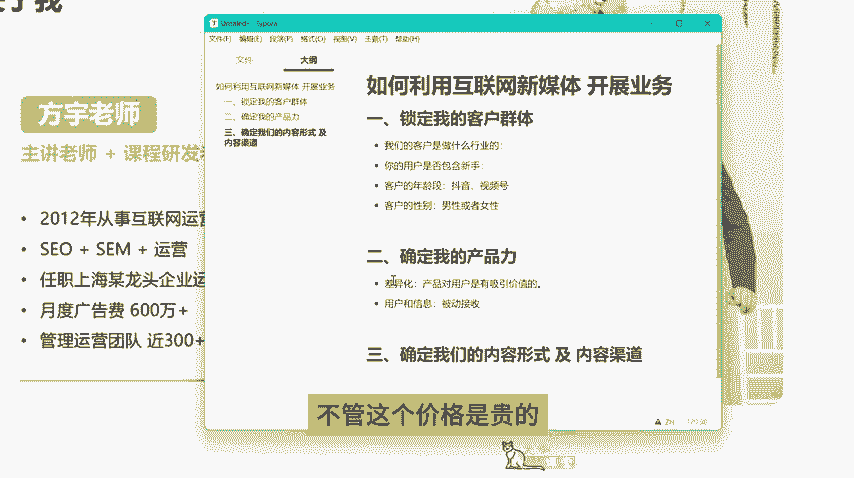 方宇老师
主讲老师 + 课程研发
2012年从事互联网运营
SEO + SEM + 运营
任职上海某龙头企业运
月度广告费 600万+
管理运营团队 近300+
文件(F) 编辑(E) 段落(P) 格式(O) 视图(V) 主题(T) 帮助(H)
文件 大纲
如何利用互联网新媒体 开展业务
一、锁定我的客户群体
二、确定我的产品力
三、确定我们的内容形式 及
内容渠道
如何利用互联网新媒体 开展业务
一、锁定我的客户群体
我们的客户是做什么行业的:
你的用户是否包含新手:
客户的年龄段：抖音、视频号
客户的性别：男性或者女性
二、确定我的产品力
差异化：产品对用户是有吸引价值的。
用户和信息：被动接收
三、确定我们的内容形式 及 内容渠道
不管这个价格是贵的